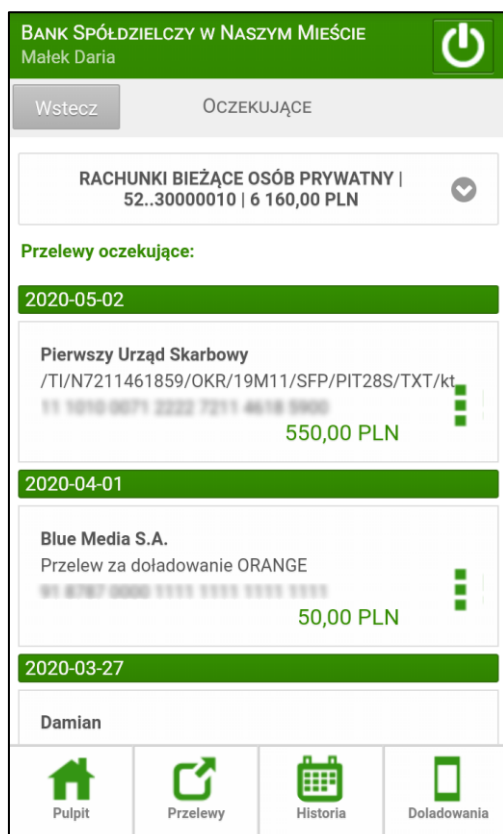 BANK SPÓŁDZIELCZY W NASZYM MIEŚCIE
Małek Daria
Wstecz
OCZEKUJĄCE
RACHUNKI BIEŻĄCE OSÓB PRYWATNY |
52..30000010 | 6 160,00 PLN
Przelewy oczekujące:
2020-05-02
Pierwszy Urząd Skarbowy
/TI/N7211461859/OKR/19M11/SFP/PIT28S/TXT/kt
550,00 PLN
2020-04-01
Blue Media S.A.
Przelew za doładowanie ORANGE
50,00 PLN
2020-03-27
Damian
Pulpit
Przelewy
Historia
Doladowania